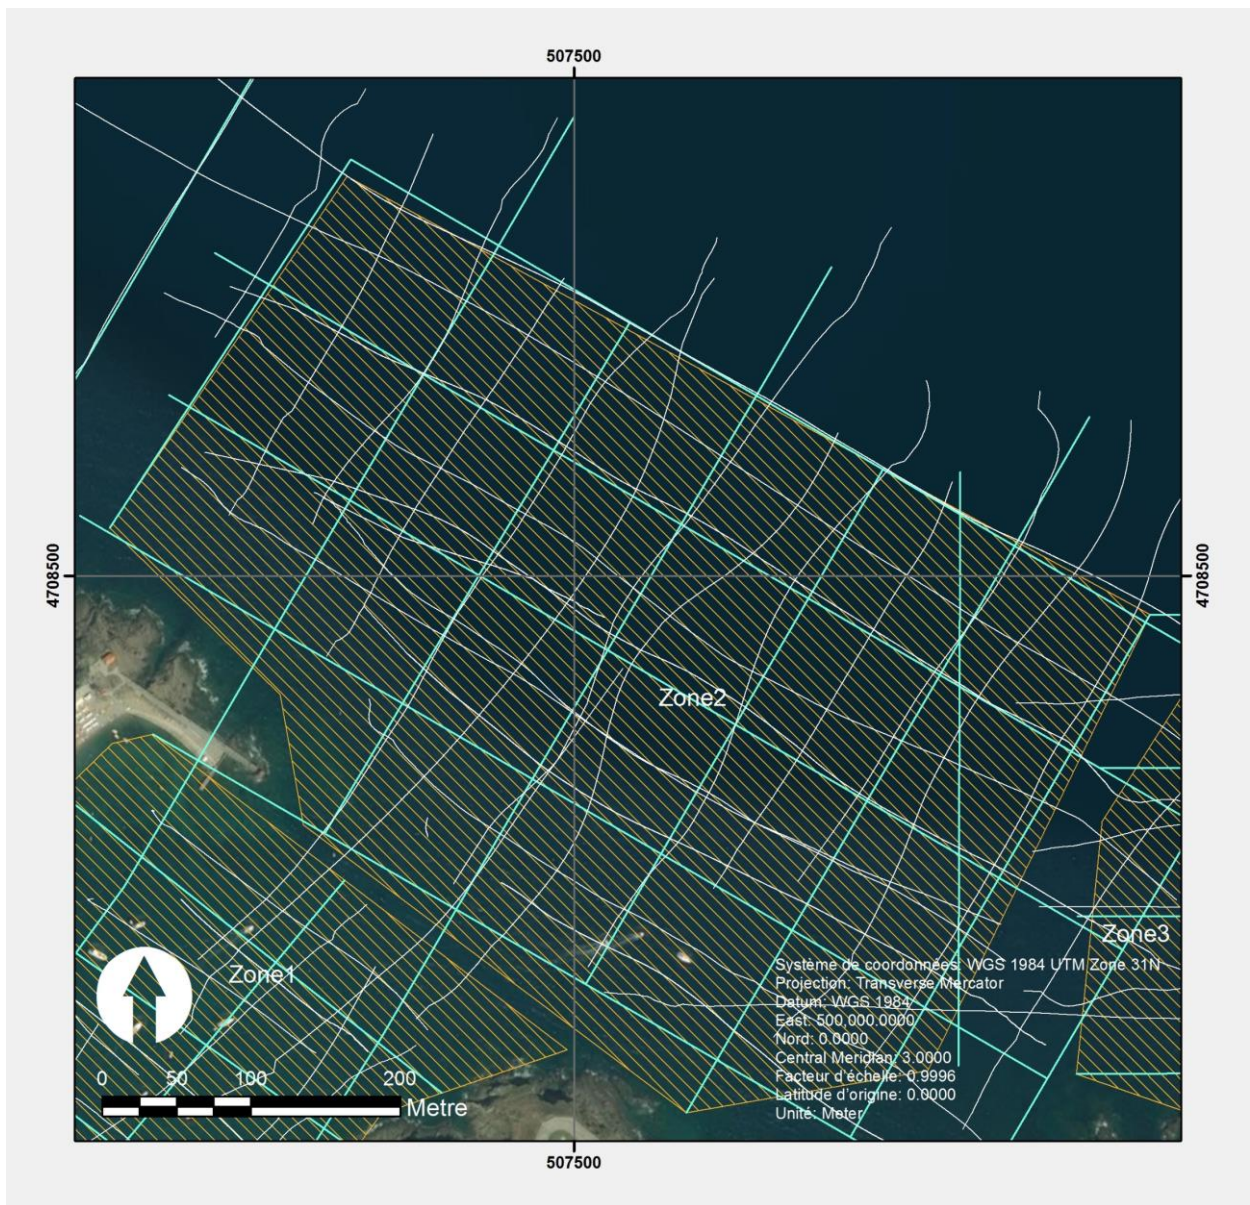 507500
4708500
4708500
Zone2
Zone3
Zone1
Système de coordonnées: WGS 1984 UTM Zone 31N
Projection: Transverse Mercator
Datum: WGS 1984
East: 500,000.0000
Nord: 0.0000
Central Meridian: 3.0000
Facteur d'échelle: 0.9996
Latitude d'origine: 0.0000
Unité: Meter
0 50 100 200
Metre
507500